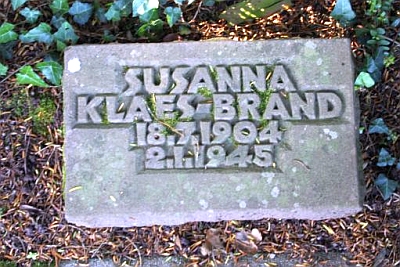 SUSANNA
KLAES-BRAND
18.7.1904
2.1.1945